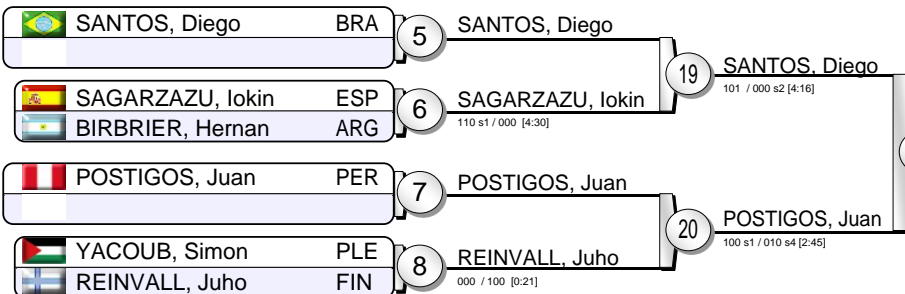 SANTOS, Diego BRA
5
SANTOS, Diego
SAGARZAZU, Iokin ESP
BIRBRIER, Hernan ARG
6
SAGARZAZU, Iokin
110 s1 / 000 [4:30]
19
SANTOS, Diego
101 / 000 s2 [4:16]
POSTIGOS, Juan PER
7
POSTIGOS, Juan
YACOUB, Simon PLE
REINVALL, Juho FIN
8
REINVALL, Juho
000 / 100 [0:21]
20
POSTIGOS, Juan
100 s1 / 010 s4 [2:45]